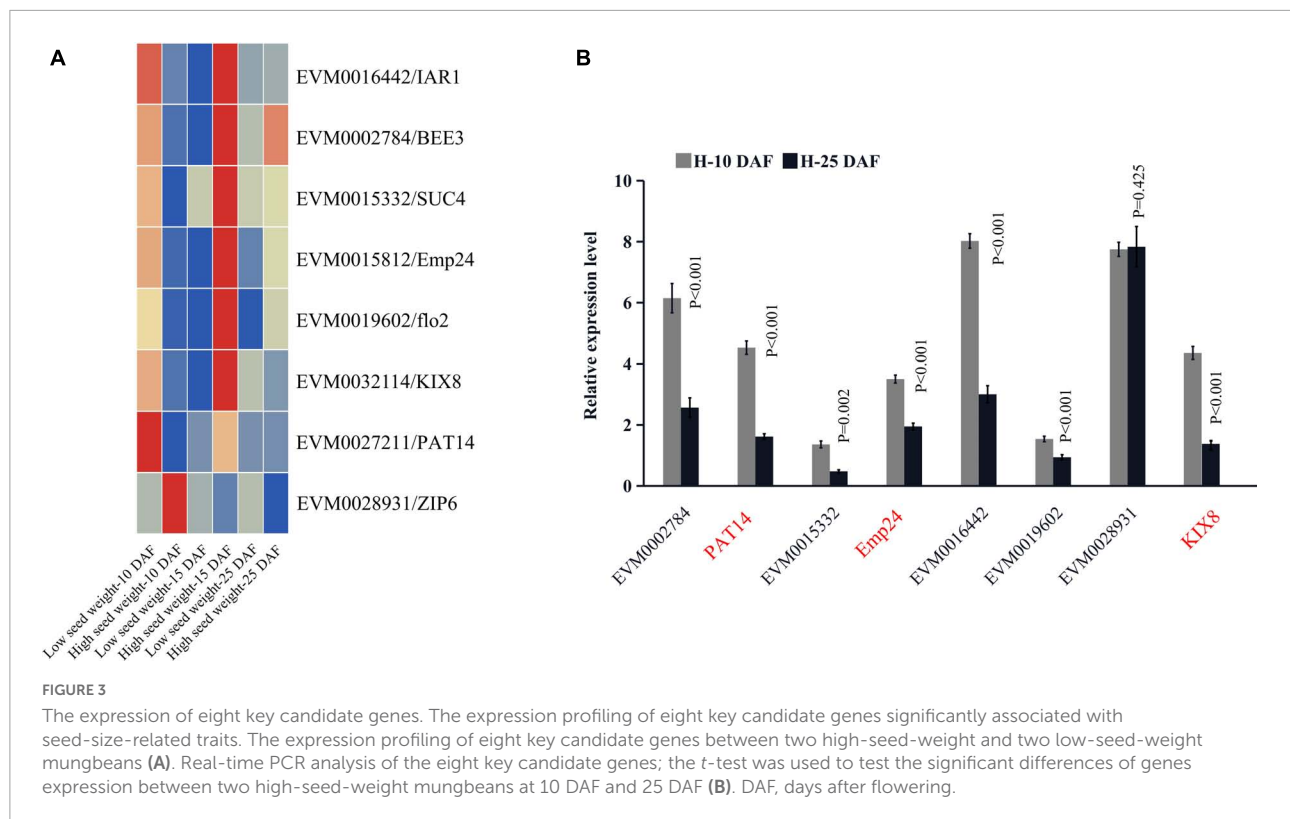 A
EVM0016442/IAR1
EVM0002784/BEE3
EVM0015332/SUC4
EVM0015812/Emp24
EVM0019602/flo2
EVM0032114/KIX8
EVM0027211/PAT14
EVM0028931/ZIP6
Low seed weight-10 DAF
High seed weight-10 DAF
Low seed weight-15 DAF
High seed weight-15 DAF
Low seed weight-25 DAF
High seed weight-25 DAF
B
H-10 DAF H-25 DAF
Relative expression level
10
8
6
4
2
0
P<0.001
P<0.001
P=0.002
P<0.001
P<0.001
P<0.001
P=0.425
P<0.001
EVM0002784
PAT14
EVM0015332
Emp24
EVM0016442
EVM0019602
EVM0028931
KIX8
FIGURE 3
The expression of eight key candidate genes. The expression profiling of eight key candidate genes significantly associated with
seed-size-related traits. The expression profiling of eight key candidate genes between two high-seed-weight and two low-seed-weight
mungbeans (A). Real-time PCR analysis of the eight key candidate genes; the t-test was used to test the significant differences of genes
expression between two high-seed-weight mungbeans at 10 DAF and 25 DAF (B). DAF, days after flowering.